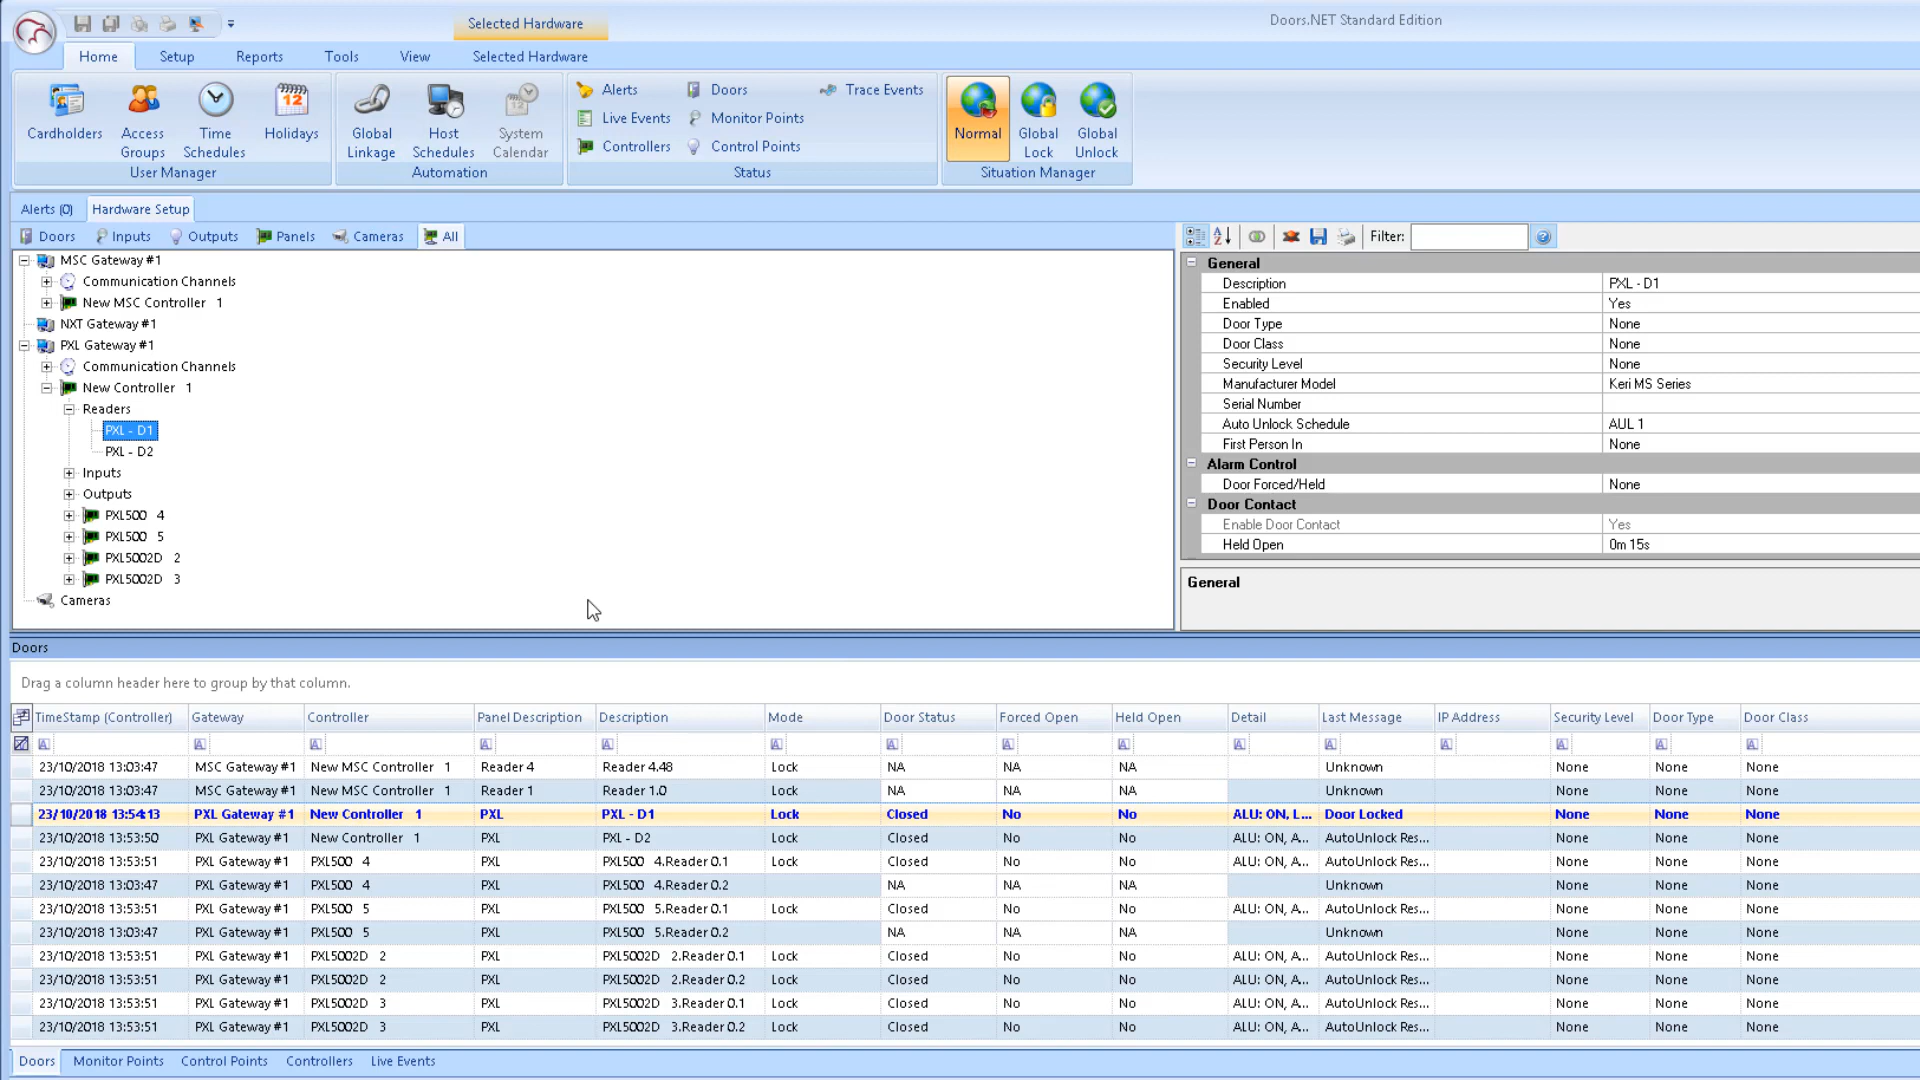 Selected Hardware
Doors.NET Standard Edition
Home Setup Reports Tools View Selected Hardware
Cardholders Access Groups Time Schedules Holidays
User Manager
Global Linkage Host Schedules System Calendar
Automation
Alerts Doors Trace Events
Live Events Monitor Points
Controllers Control Points
Status
Normal Global Lock Global Unlock
Situation Manager
Alerts (0) Hardware Setup
Doors Inputs Outputs Panels Cameras All
MSC Gateway #1
Communication Channels
New MSC Controller 1
NXT Gateway #1
PXL Gateway #1
Communication Channels
New Controller 1
Readers
PXL - D1
PXL - D2
Inputs
Outputs
PXL500 4
PXL500 5
PXL5002D 2
PXL5002D 3
Cameras
Filter:
General
Description PXL - D1
Enabled Yes
Door Type None
Door Class None
Security Level None
Manufacturer Model Keri MS Series
Serial Number
Auto Unlock Schedule AUL 1
First Person In None
Alarm Control
Door Forced/Held None
Door Contact
Enable Door Contact Yes
Held Open 0m 15s
General
Doors
Drag a column header here to group by that column.
TimeStamp (Controller) Gateway Controller Panel Description Description Mode Door Status Forced Open Held Open Detail Last Message IP Address Security Level Door Type Door Class
23/10/2018 13:03:47 MSC Gateway #1 New MSC Controller 1 Reader 4 Reader 4.48 Lock NA NA NA Unknown None None None
23/10/2018 13:03:47 MSC Gateway #1 New MSC Controller 1 Reader 1 Reader 1.0 Lock NA NA NA Unknown None None None
23/10/2018 13:54:13 PXL Gateway #1 New Controller 1 PXL PXL - D1 Lock Closed No No ALU: ON, L... Door Locked None None None
23/10/2018 13:53:50 PXL Gateway #1 New Controller 1 PXL PXL - D2 Lock Closed No No ALU: ON, A... AutoUnlock Res... None None None
23/10/2018 13:53:51 PXL Gateway #1 PXL500 4 PXL PXL500 4.Reader 0.1 Lock Closed No No ALU: ON, A... AutoUnlock Res... None None None
23/10/2018 13:03:47 PXL Gateway #1 PXL500 4 PXL PXL500 4.Reader 0.2 NA NA NA Unknown None None None
23/10/2018 13:53:51 PXL Gateway #1 PXL500 5 PXL PXL500 5.Reader 0.1 Lock Closed No No ALU: ON, A... AutoUnlock Res... None None None
23/10/2018 13:03:47 PXL Gateway #1 PXL500 5 PXL PXL500 5.Reader 0.2 NA NA NA Unknown None None None
23/10/2018 13:53:51 PXL Gateway #1 PXL5002D 2 PXL PXL5002D 2.Reader 0.1 Lock Closed No No ALU: ON, A... AutoUnlock Res... None None None
23/10/2018 13:53:51 PXL Gateway #1 PXL5002D 2 PXL PXL5002D 2.Reader 0.2 Lock Closed No No ALU: ON, A... AutoUnlock Res... None None None
23/10/2018 13:53:51 PXL Gateway #1 PXL5002D 3 PXL PXL5002D 3.Reader 0.1 Lock Closed No No ALU: ON, A... AutoUnlock Res... None None None
23/10/2018 13:53:51 PXL Gateway #1 PXL5002D 3 PXL PXL5002D 3.Reader 0.2 Lock Closed No No ALU: ON, A... AutoUnlock Res... None None None
Doors Monitor Points Control Points Controllers Live Events